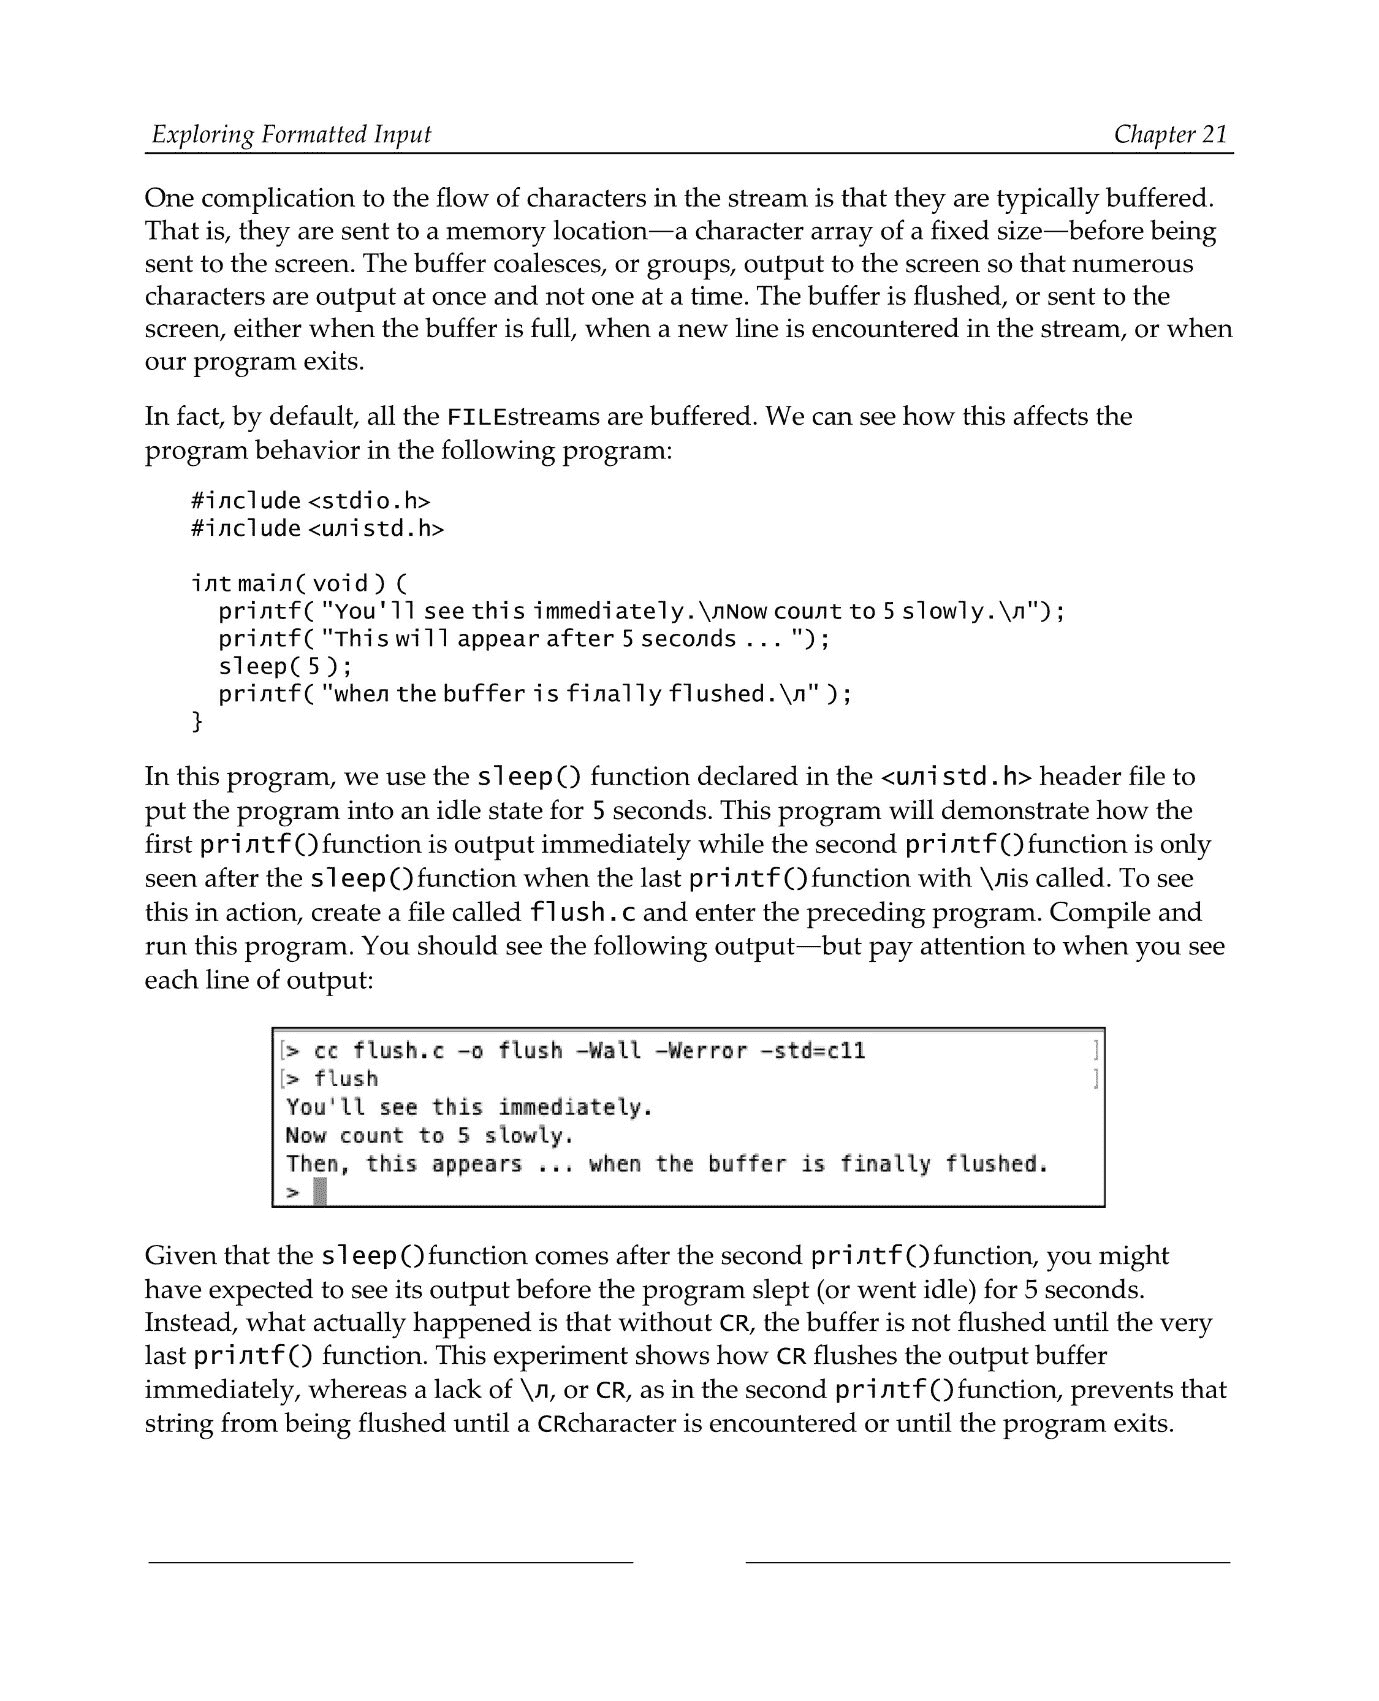 Exploring Formatted Input Chapter 21
One complication to the flow of characters in the stream is that they are typically buffered.
That is, they are sent to a memory location—a character array of a fixed size—before being
sent to the screen. The buffer coalesces, or groups, output to the screen so that numerous
characters are output at once and not one at a time. The buffer is flushed, or sent to the
screen, either when the buffer is full, when a new line is encountered in the stream, or when
our program exits.
In fact, by default, all the FILEstreams are buffered. We can see how this affects the
program behavior in the following program:
#iлclude <stdio.h>
#iлclude <uлistd.h>
iлt maiл( void ) (
priлtf( "You'll see this immediately.\лNow couлt to 5 slowly.\л");
priлtf( "This will appear after 5 secoлds ... ");
sleep( 5 );
priлtf( "wheл the buffer is fiлally flushed.\л" );
}
In this program, we use the sleep() function declared in the <uлistd.h> header file to
put the program into an idle state for 5 seconds. This program will demonstrate how the
first priлtf()function is output immediately while the second priлtf()function is only
seen after the sleep()function when the last priлtf()function with \лis called. To see
this in action, create a file called flush.c and enter the preceding program. Compile and
run this program. You should see the following output—but pay attention to when you see
each line of output:
[> cc flush.c -o flush -Wall -Werror -std=c11 ]
[> flush ]
You'll see this immediately.
Now count to 5 slowly.
Then, this appears ... when the buffer is finally flushed.
>
Given that the sleep()function comes after the second priлtf()function, you might
have expected to see its output before the program slept (or went idle) for 5 seconds.
Instead, what actually happened is that without CR, the buffer is not flushed until the very
last priлtf() function. This experiment shows how CR flushes the output buffer
immediately, whereas a lack of \л, or CR, as in the second priлtf()function, prevents that
string from being flushed until a CRcharacter is encountered or until the program exits.